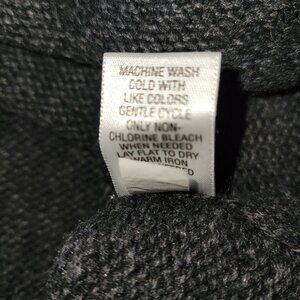 MACHINE WASH
COLD WITH
LIKE COLORS
GENTLE CYCLE
ONLY NON-
CHLORINE BLEACH
WHEN NEEDED
LAY FLAT TO DRY
WARM IRON